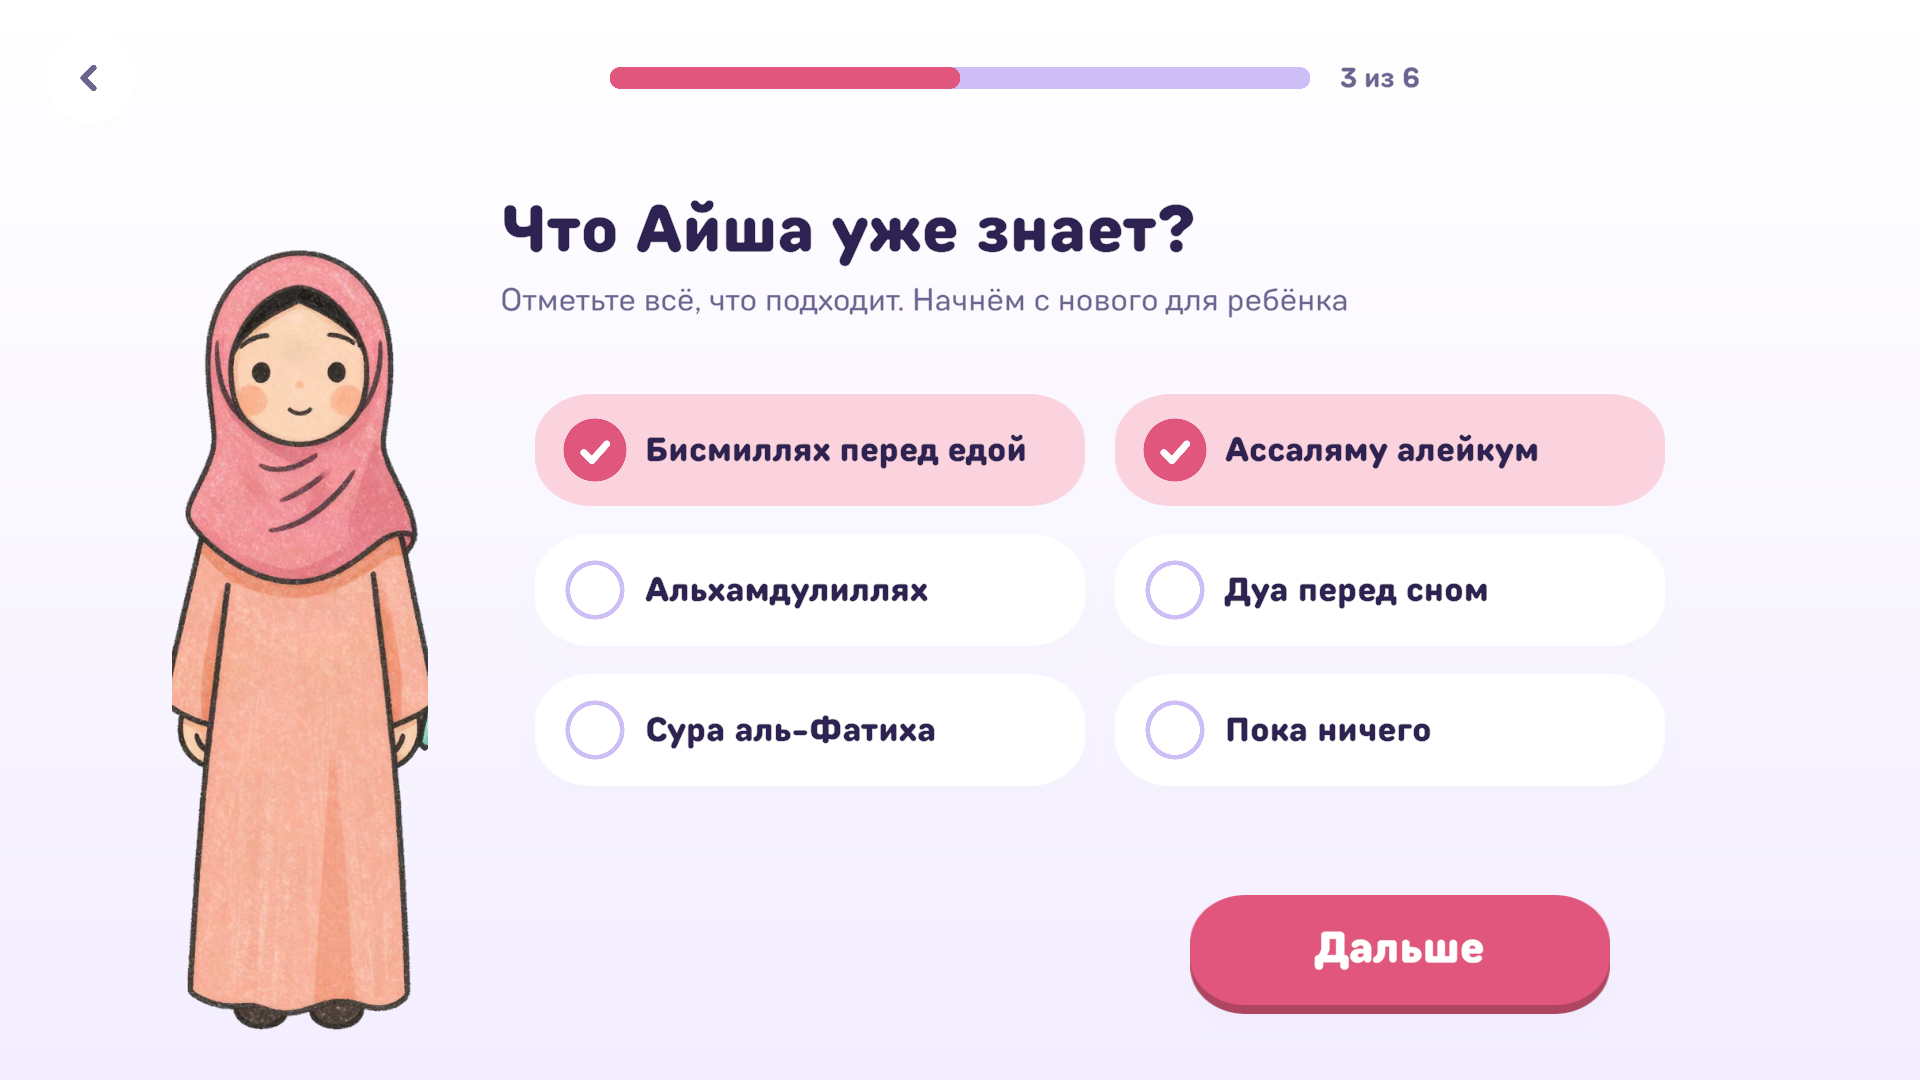 3 из 6
Что Айша уже знает?
Отметьте всё, что подходит. Начнём с нового для ребёнка
Бисмиллях перед едой
Ассаляму алейкум
Альхамдулиллях
Дуа перед сном
Сура аль-Фатиха
Пока ничего
Дальше